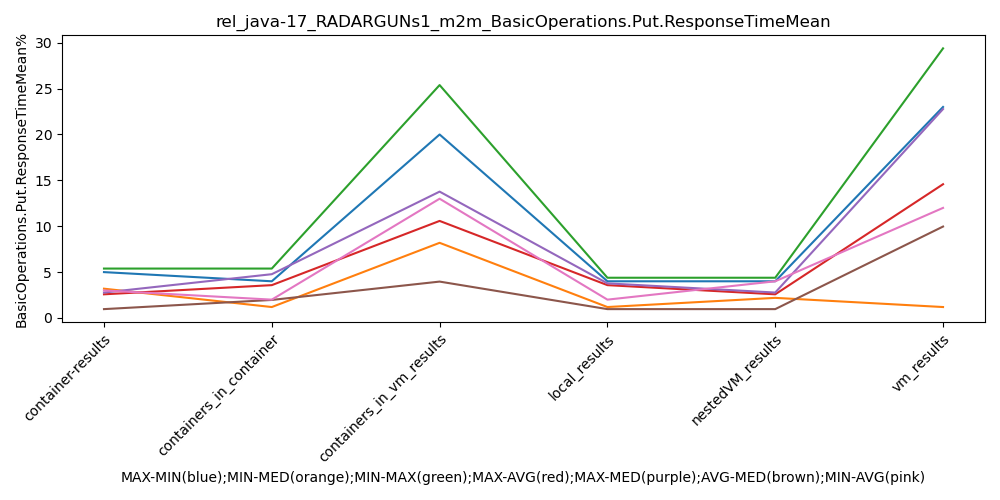 rel_java-17_RADARGUNs1_m2m_BasicOperations.Put.ResponseTimeMean
BasicOperations.Put.ResponseTimeMean%
30
25
20
15
10
5
0
container-results
containers_in_container
containers_in_vm_results
local_results
nestedVM_results
vm_results
MAX-MIN(blue);MIN-MED(orange);MIN-MAX(green);MAX-AVG(red);MAX-MED(purple);AVG-MED(brown);MIN-AVG(pink)